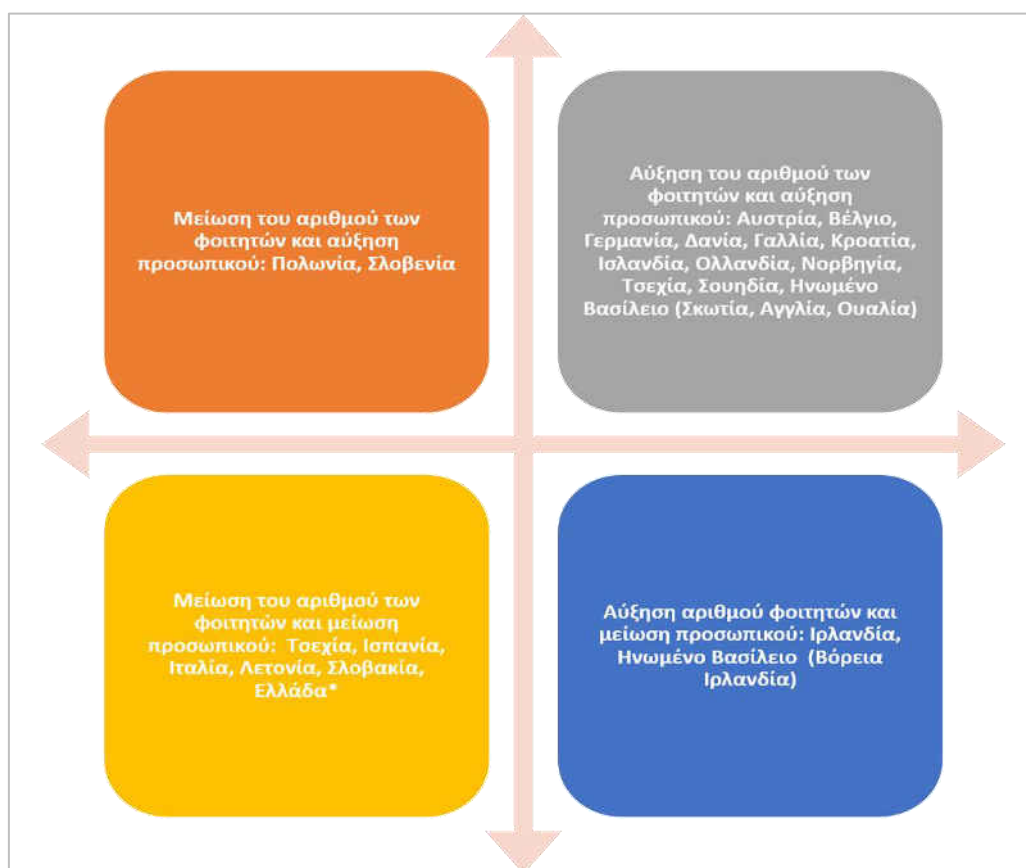 Μείωση του αριθμού των
φοιτητών και αύξηση
προσωπικού: Πολωνία, Σλοβενία
Αύξηση του αριθμού των
φοιτητών και αύξηση
προσωπικού: Αυστρία, Βέλγιο,
Γερμανία, Δανία, Γαλλία, Κροατία,
Ισλανδία, Ολλανδία, Νορβηγία,
Τσεχία, Σουηδία, Ηνωμένο
Βασίλειο (Σκωτία, Αγγλία, Ουαλία)
Μείωση του αριθμού των
φοιτητών και μείωση
προσωπικού: Τσεχία, Ισπανία,
Ιταλία, Λετονία, Σλοβακία,
Ελλάδα*
Αύξηση αριθμού φοιτητών και
μείωση προσωπικού: Ιρλανδία,
Ηνωμένο Βασίλειο (Βόρεια
Ιρλανδία)